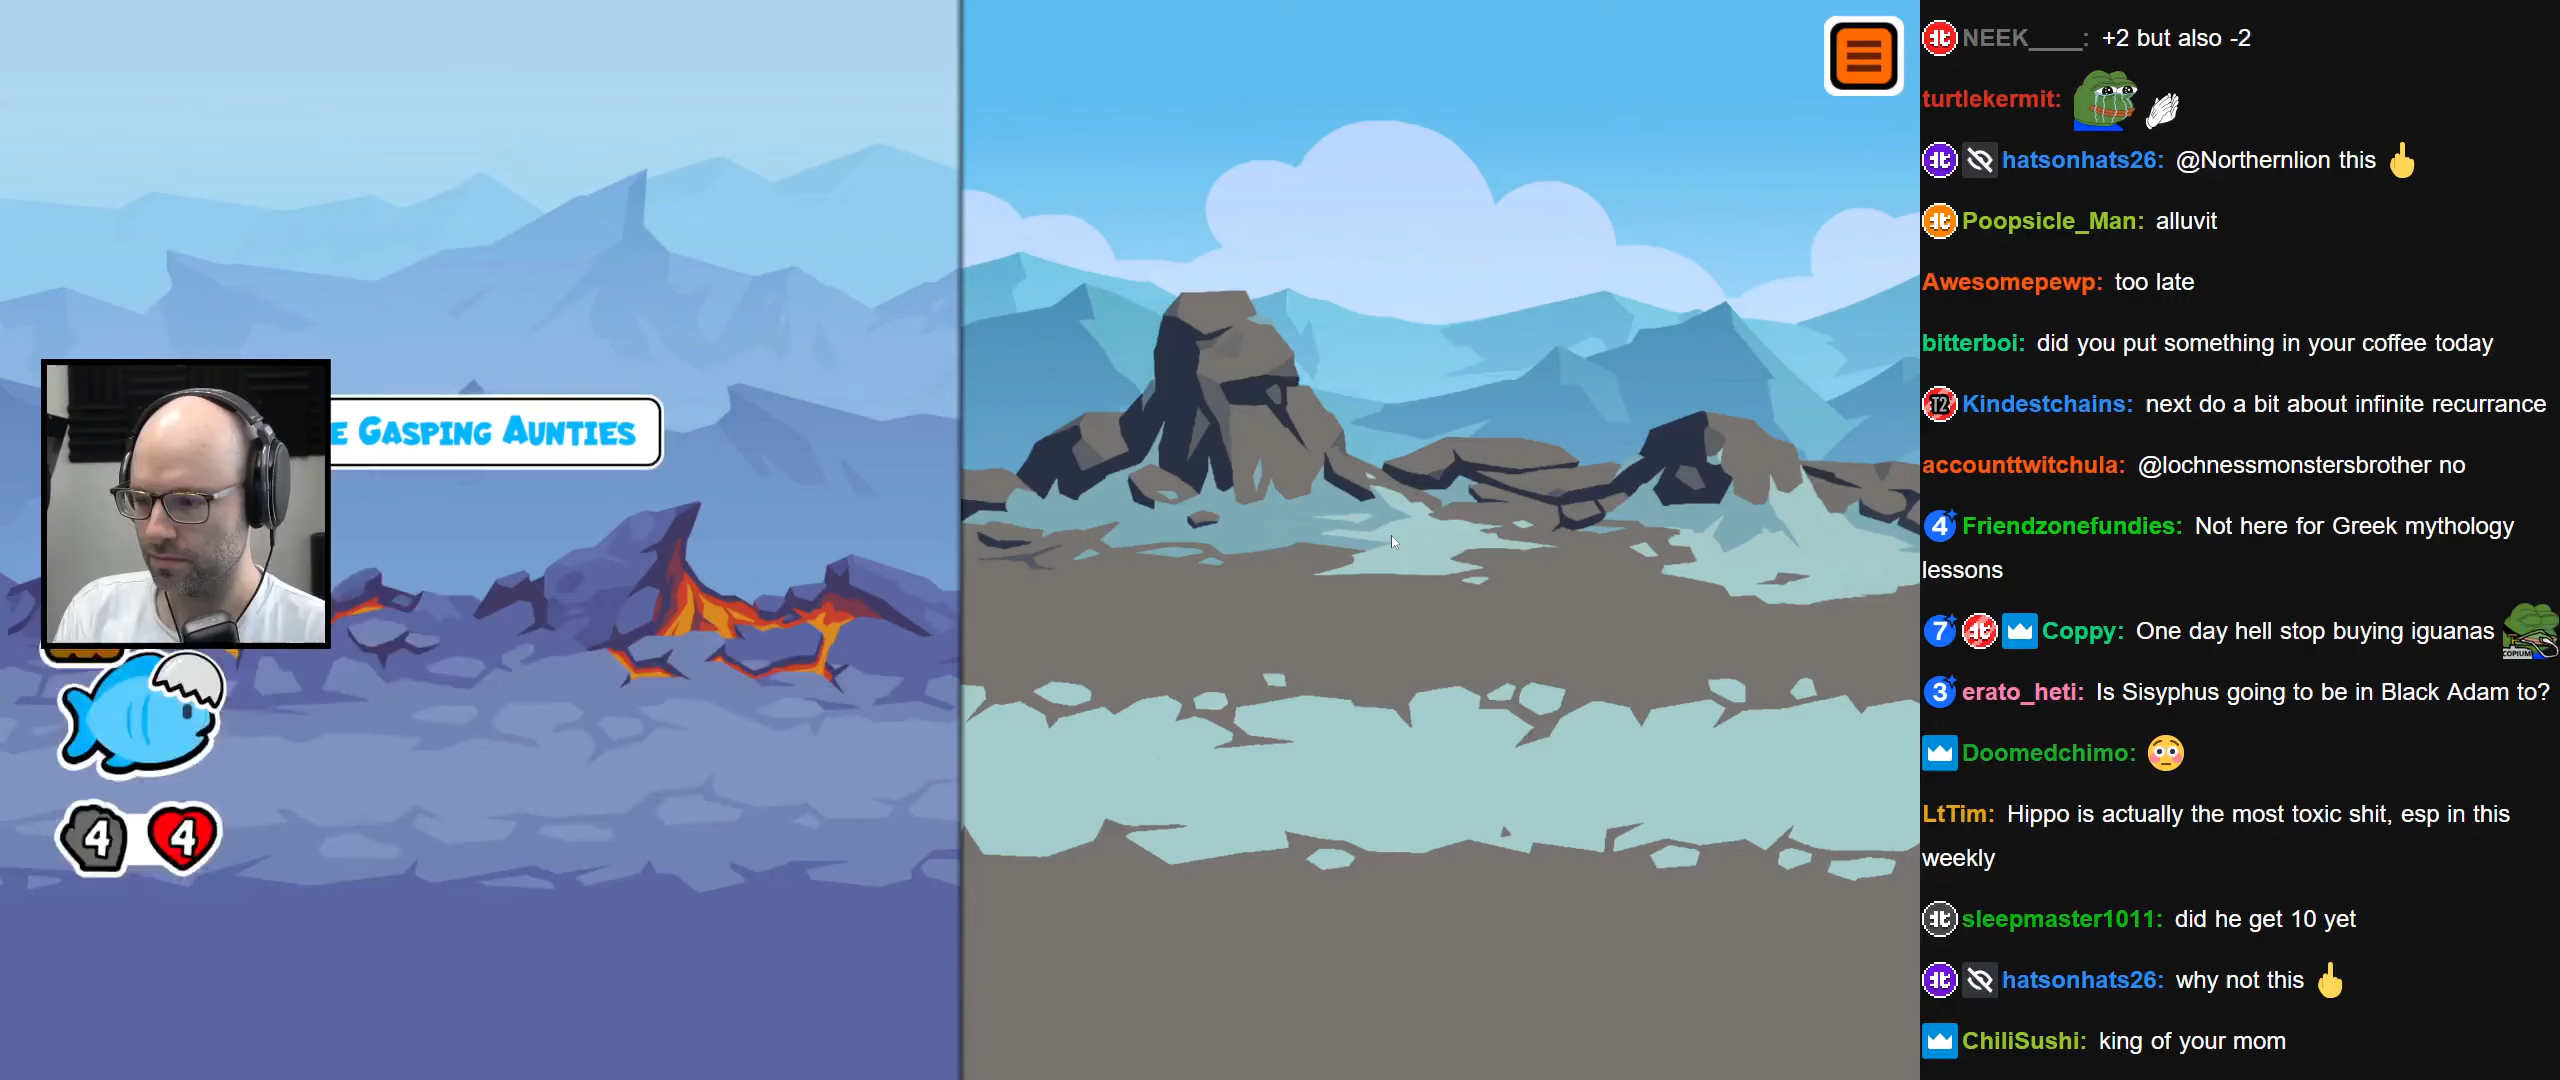 E GASPING AUNTIES
4 4
NEEK____: +2 but also -2
turtlekermit:
hatsonhats26: @Northernlion this
Poopsicle_Man: alluvit
Awesomepewp: too late
bitterboi: did you put something in your coffee today
T2 Kindestchains: next do a bit about infinite recurrance
accounttwitchula: @lochnessmonstersbrother no
4 Friendzonefundies: Not here for Greek mythology
lessons
7 Coppy: One day hell stop buying iguanas COPIUM
3 erato_heti: Is Sisyphus going to be in Black Adam to?
Doomedchimo:
LtTim: Hippo is actually the most toxic shit, esp in this
weekly
sleepmaster1011: did he get 10 yet
hatsonhats26: why not this
ChiliSushi: king of your mom